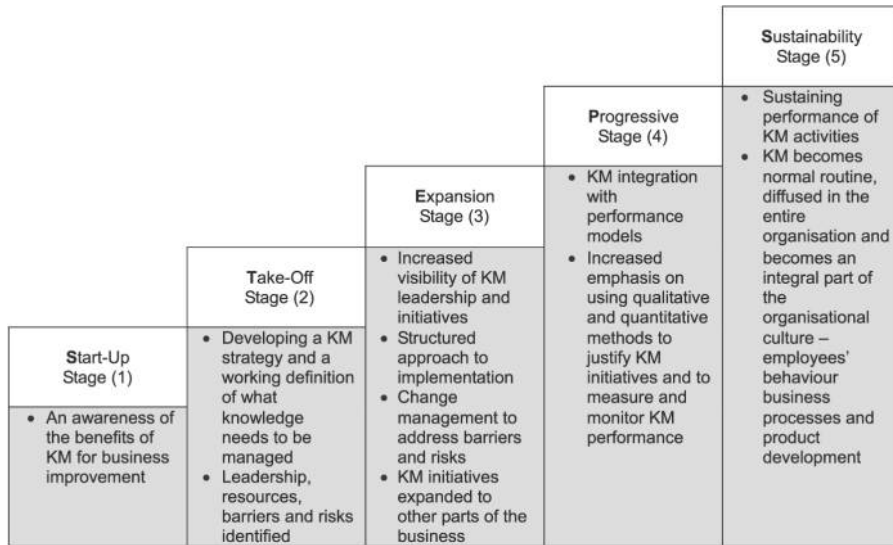 Start-Up
Stage (1)
• An awareness of
the benefits of
KM for business
improvement
Take-Off
Stage (2)
• Developing a KM
strategy and a
working definition
of what
knowledge
needs to be
managed
• Leadership,
resources,
barriers and risks
identified
Expansion
Stage (3)
• Increased
visibility of KM
leadership and
initiatives
• Structured
approach to
implementation
• Change
management to
address barriers
and risks
• KM initiatives
expanded to
other parts of the
business
Progressive
Stage (4)
• KM integration
with
performance
models
• Increased
emphasis on
using qualitative
and quantitative
methods to
justify KM
initiatives and to
measure and
monitor KM
performance
Sustainability
Stage (5)
• Sustaining
performance of
KM activities
• KM becomes
normal routine,
diffused in the
entire
organisation and
becomes an
integral part of
the
organisational
culture –
employees’
behaviour
business
processes and
product
development